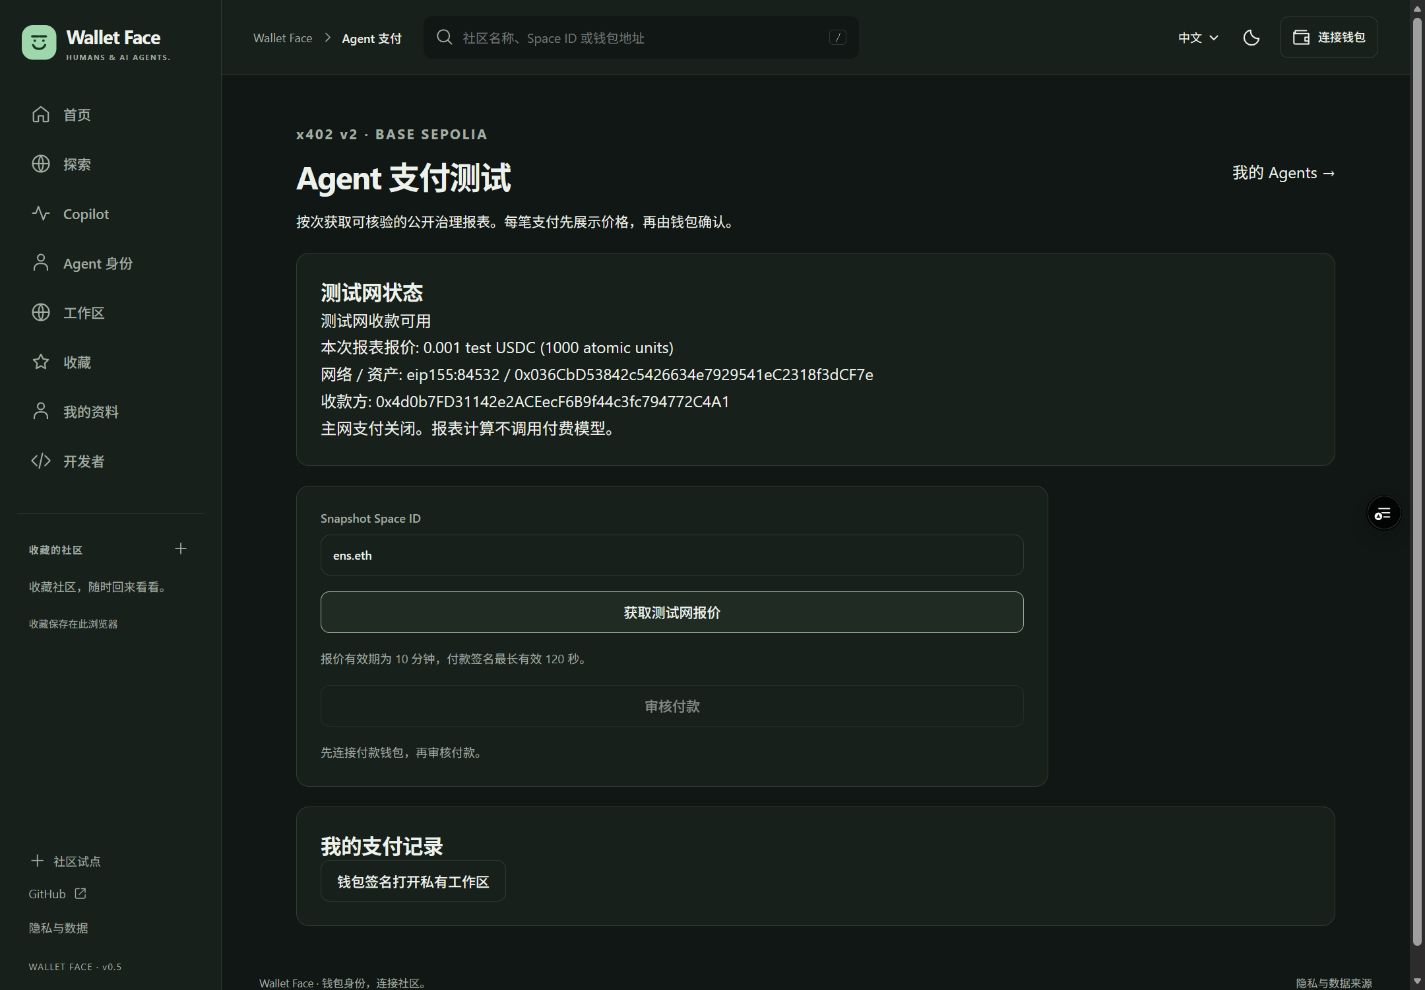 Wallet Face
HUMANS & AI AGENTS.
首页
探索
Copilot
Agent 身份
工作区
收藏
我的资料
开发者
收藏的社区
收藏社区，随时回来看看。
收藏保存在此浏览器
社区试点
GitHub
隐私与数据
WALLET FACE · v0.5
Wallet Face > Agent 支付
社区名称、Space ID 或钱包地址 /
中文
连接钱包
x402 v2 · BASE SEPOLIA
Agent 支付测试
我的 Agents →
按次获取可核验的公开治理报表。每笔支付先展示价格，再由钱包确认。
测试网状态
测试网收款可用
本次报表报价: 0.001 test USDC (1000 atomic units)
网络 / 资产: eip155:84532 / 0x036CbD53842c5426634e7929541eC2318f3dCF7e
收款方: 0x4d0b7FD31142e2ACEecF6B9f44c3fc794772C4A1
主网支付关闭。报表计算不调用付费模型。
Snapshot Space ID
ens.eth
获取测试网报价
报价有效期为 10 分钟，付款签名最长有效 120 秒。
审核付款
先连接付款钱包，再审核付款。
我的支付记录
钱包签名打开私有工作区
Wallet Face · 钱包身份，连接社区。
隐私与数据来源